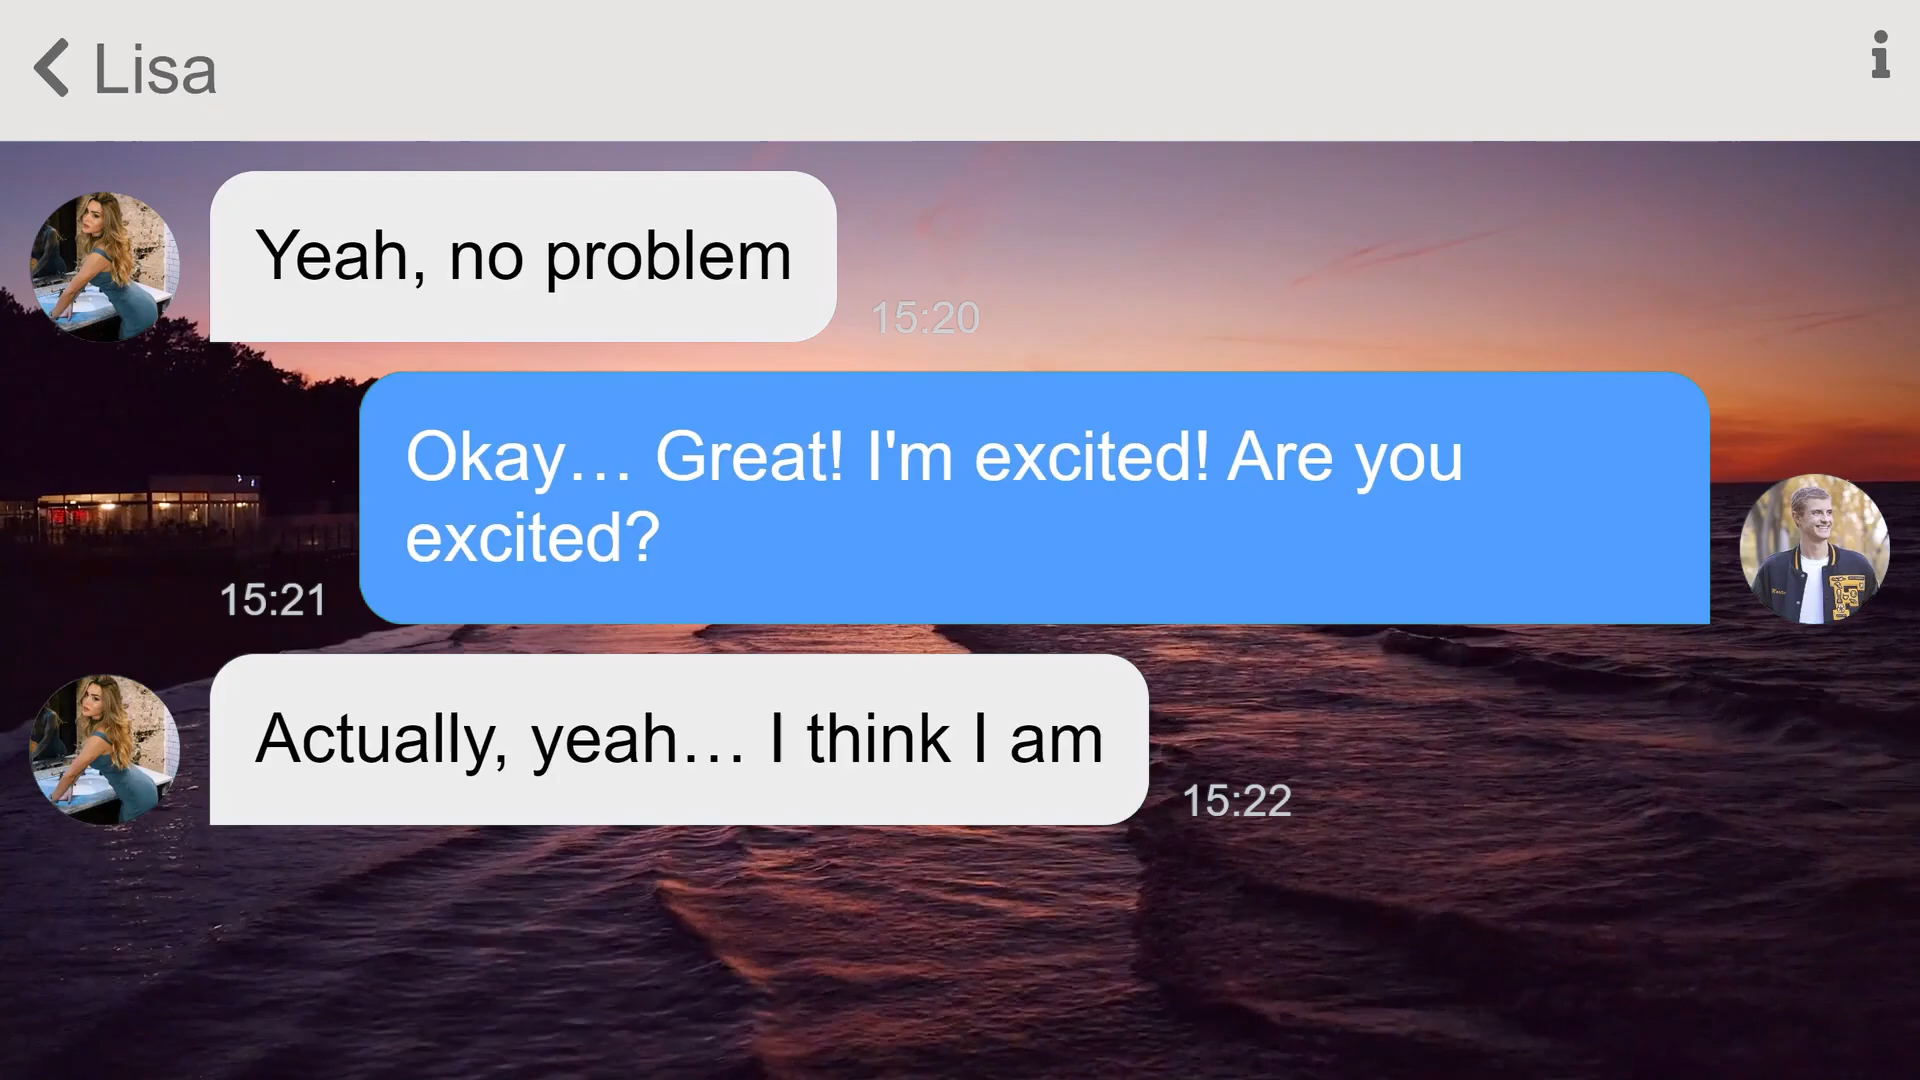 Lisa
Yeah, no problem
15:20
Okay… Great! I'm excited! Are you
excited?
15:21
Actually, yeah… I think I am
15:22